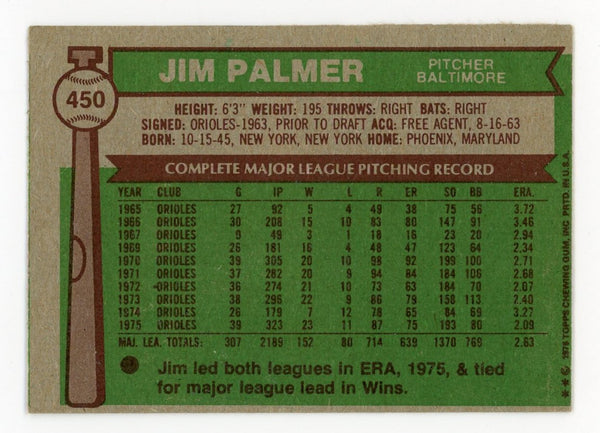 450
JIM PALMER
PITCHER
BALTIMORE
HEIGHT: 6'3" WEIGHT: 195 THROWS: RIGHT BATS: RIGHT
SIGNED: ORIOLES-1963, PRIOR TO DRAFT ACQ: FREE AGENT, 8-16-63
BORN: 10-15-45, NEW YORK, NEW YORK HOME: PHOENIX, MARYLAND
COMPLETE MAJOR LEAGUE PITCHING RECORD
YEAR CLUB G IP W L R ER SO BB ERA.
1965 ORIOLES 27 92 5 4 49 38 75 56 3.72
1966 ORIOLES 30 208 15 10 83 80 147 91 3.46
1967 ORIOLES 9 49 3 1 18 16 23 20 2.94
1969 ORIOLES 26 181 16 4 48 47 123 64 2.34
1970 ORIOLES 39 305 20 10 98 92 199 100 2.71
1971 ORIOLES 37 282 20 9 94 84 184 106 2.68
1972 ORIOLES 36 274 21 10 73 63 184 70 2.07
1973 ORIOLES 38 296 22 9 86 79 158 113 2.40
1974 ORIOLES 26 179 7 12 78 65 84 69 3.27
1975 ORIOLES 39 323 23 11 87 75 193 80 2.09
MAJ. LEA. TOTALS: 307 2189 152 80 714 639 1370 769 2.63
Jim led both leagues in ERA, 1975, & tied
for major league lead in Wins.
© 1976 TOPPS CHEWING GUM, INC. PRTD. IN U.S.A.